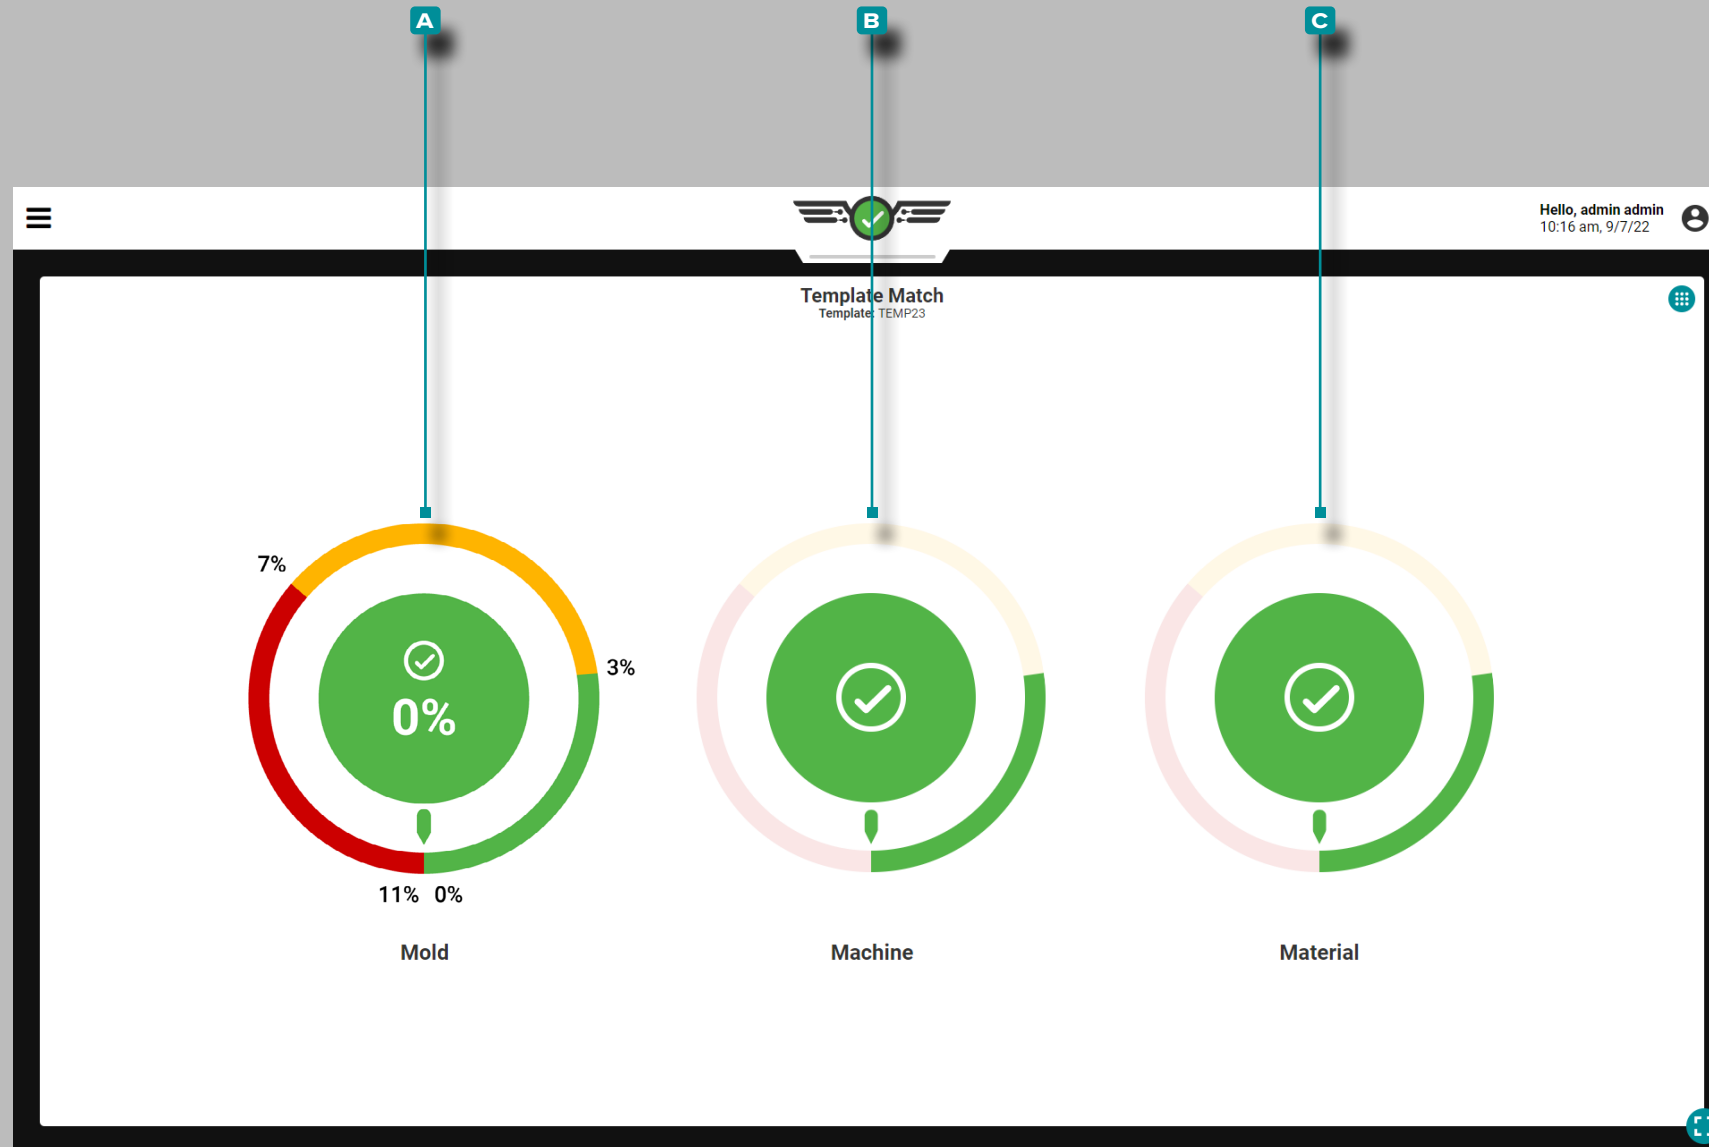 A
B
C
Hello, admin admin
10:16 am, 9/7/22
Template Match
Template: TEMP23
7%
3%
0%
11% 0%
Mold
Machine
Material